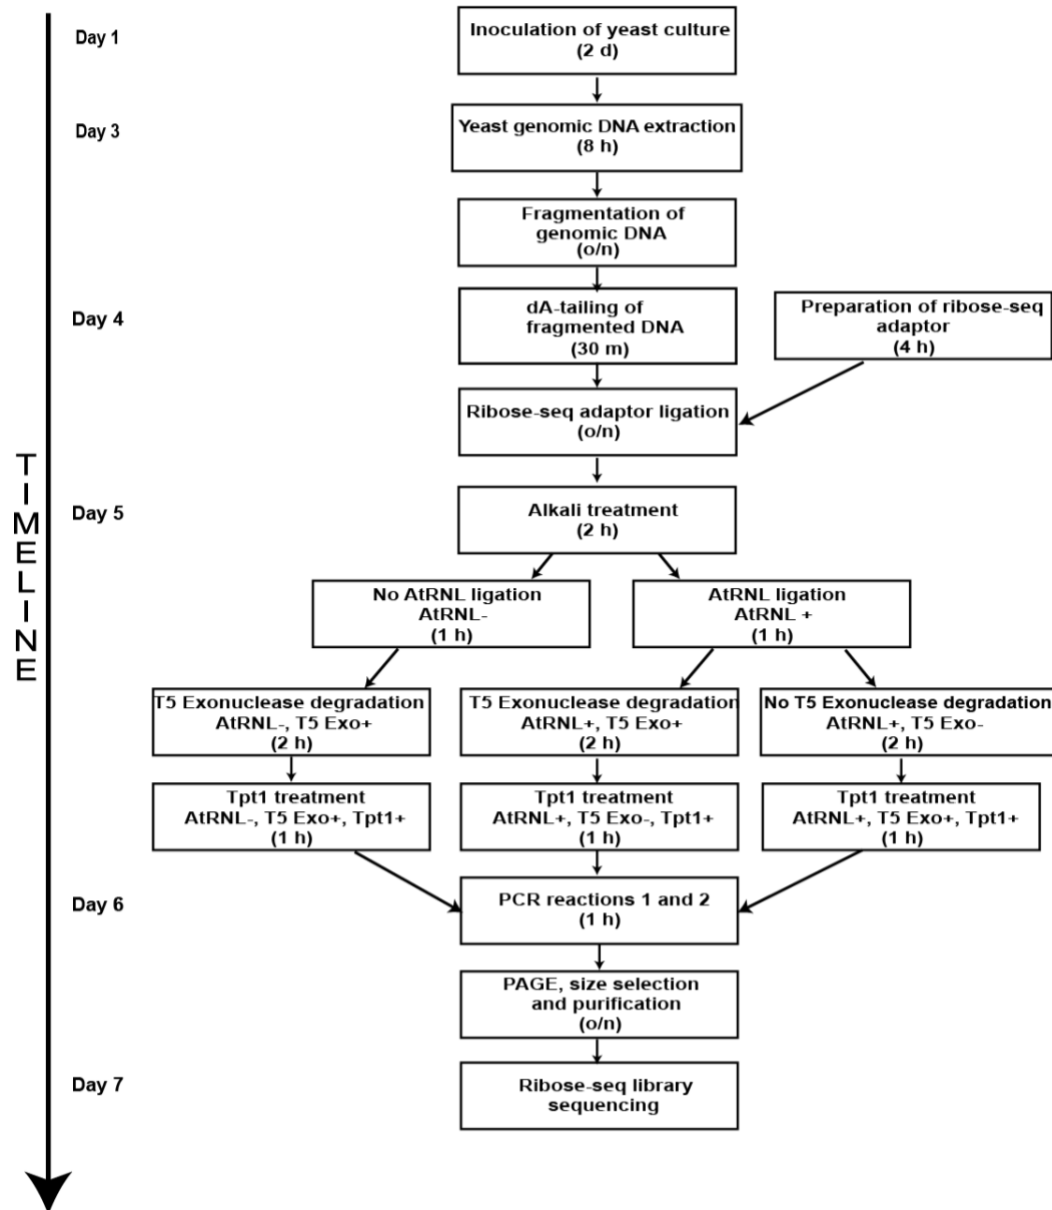 Day 1
Inoculation of yeast culture
(2 d)
Day 3
Yeast genomic DNA extraction
(8 h)
Fragmentation of
genomic DNA
(o/n)
Day 4
dA-tailing of
fragmented DNA
(30 m)
Preparation of ribose-seq
adaptor
(4 h)
Ribose-seq adaptor ligation
(o/n)
TIMELINE
Day 5
Alkali treatment
(2 h)
No AtRNL ligation
AtRNL-
(1 h)
AtRNL ligation
AtRNL +
(1 h)
T5 Exonuclease degradation
AtRNL-, T5 Exo+
(2 h)
T5 Exonuclease degradation
AtRNL+, T5 Exo+
(2 h)
No T5 Exonuclease degradation
AtRNL+, T5 Exo-
(2 h)
Tpt1 treatment
AtRNL-, T5 Exo+, Tpt1+
(1 h)
Tpt1 treatment
AtRNL+, T5 Exo-, Tpt1+
(1 h)
Tpt1 treatment
AtRNL+, T5 Exo+, Tpt1+
(1 h)
Day 6
PCR reactions 1 and 2
(1 h)
PAGE, size selection
and purification
(o/n)
Day 7
Ribose-seq library
sequencing